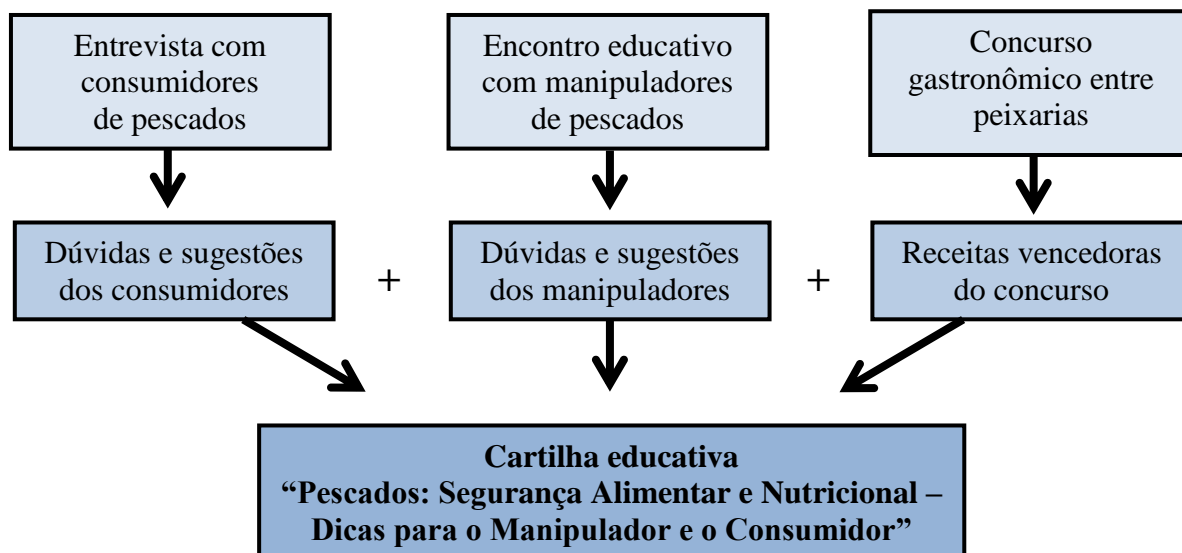 Entrevista com
consumidores
de pescados
Encontro educativo
com manipuladores
de pescados
Concurso
gastronômico entre
peixarias
Dúvidas e sugestões
dos consumidores
+
Dúvidas e sugestões
dos manipuladores
+
Receitas vencedoras
do concurso
Cartilha educativa
“Pescados: Segurança Alimentar e Nutricional –
Dicas para o Manipulador e o Consumidor”